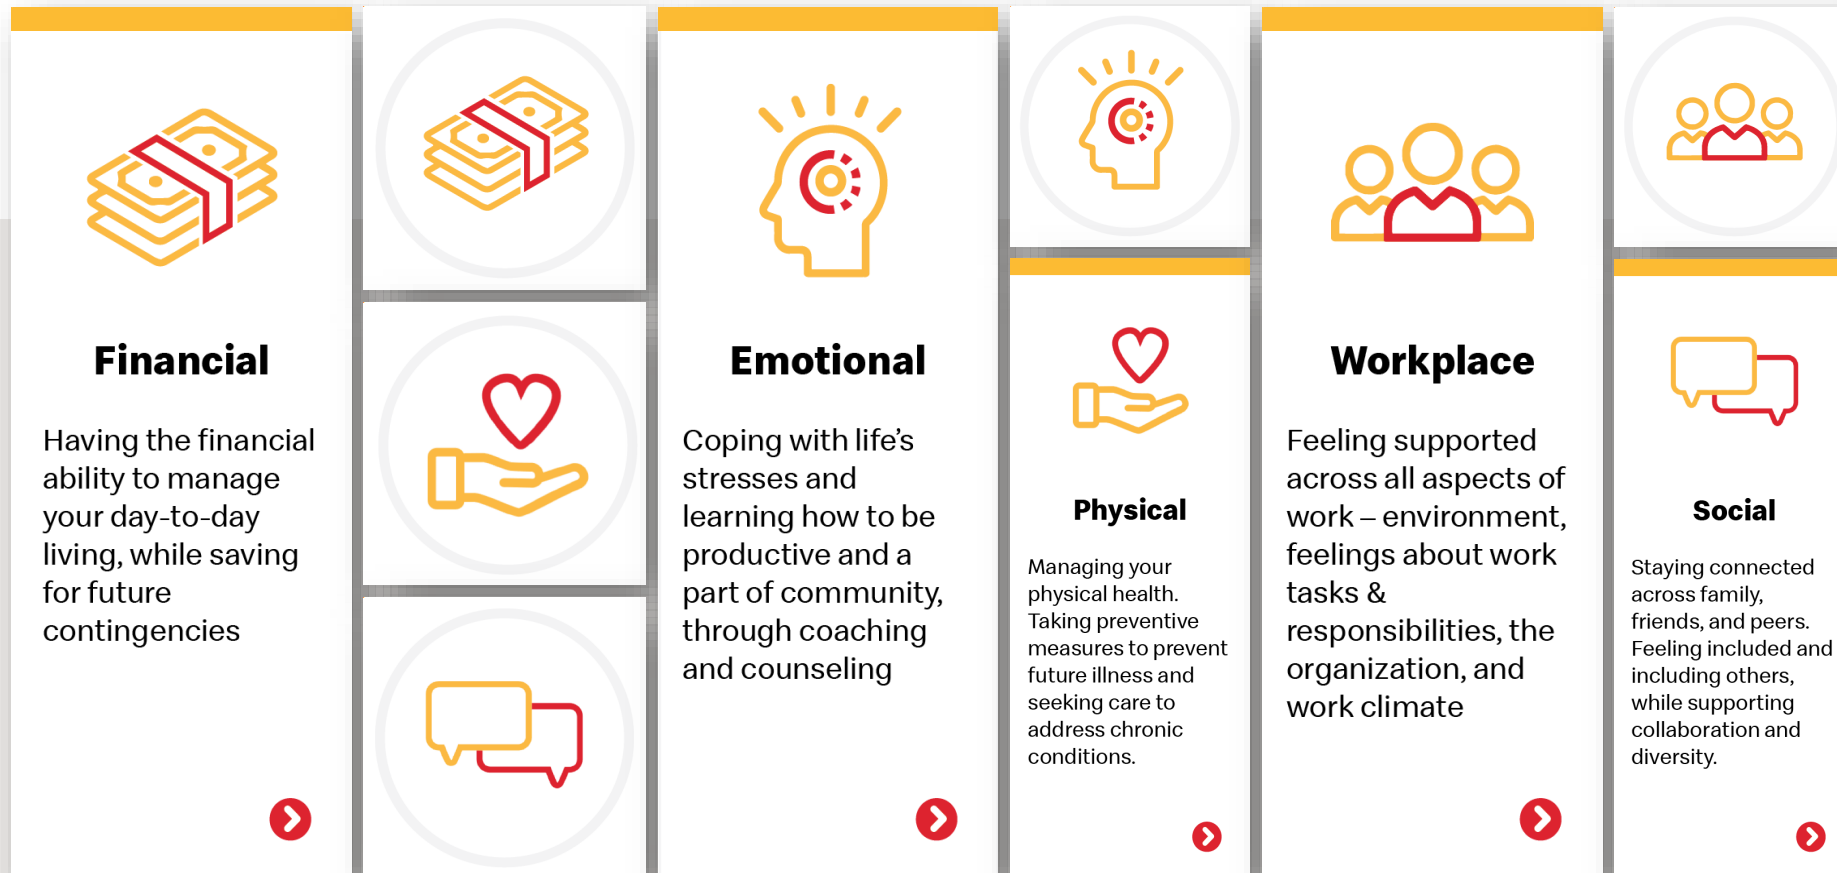 Financial
Having the financial
ability to manage
your day-to-day
living, while saving
for future
contingencies
Emotional
Coping with life’s
stresses and
learning how to be
productive and a
part of community,
through coaching
and counseling
Physical
Managing your
physical health.
Taking preventive
measures to prevent
future illness and
seeking care to
address chronic
conditions.
Workplace
Feeling supported
across all aspects of
work – environment,
feelings about work
tasks &
responsibilities, the
organization, and
work climate
Social
Staying connected
across family,
friends, and peers.
Feeling included and
including others,
while supporting
collaboration and
diversity.